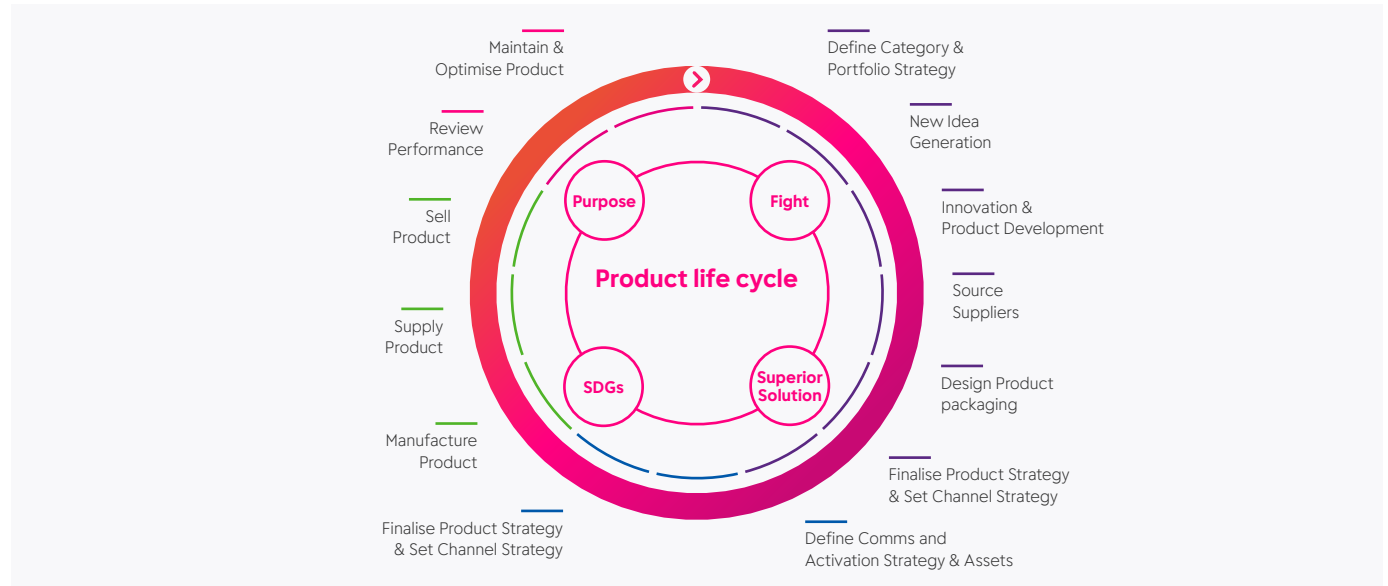 Maintain &
Optimise Product
Define Category &
Portfolio Strategy
New Idea
Generation
Innovation &
Product Development
Source
Suppliers
Design Product
packaging
Finalise Product Strategy
& Set Channel Strategy
Define Comms and
Activation Strategy & Assets
Finalise Product Strategy
& Set Channel Strategy
Manufacture
Product
Supply
Product
Sell
Product
Review
Performance
Purpose
Fight
Product life cycle
SDGs
Superior
Solution